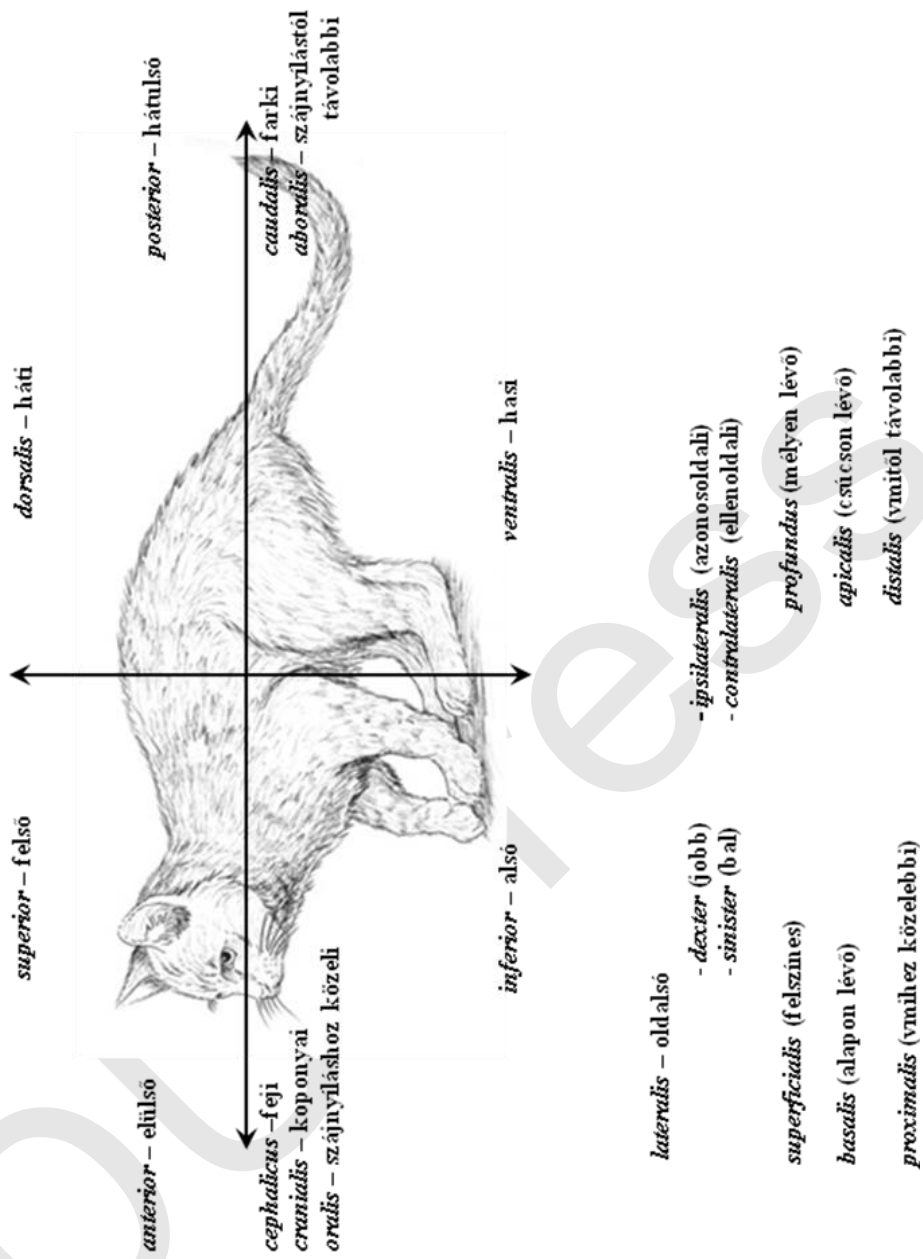 superior – felső
dorsalis – háti
anterior – elülső
posterior – hátulsó
cephalicus –feji
cranialis – koponyai
oralis – szájnyíláshoz közeli
caudalis – farki
aboralis – szájnyílástól
távolabbi
inferior – alsó
ventralis – hasi
lateralis – oldalsó
- dexter (jobb)
- sinister (bal)
- ipsilateralis (azonosoldali)
- contralateralis (ellenoldali)
superficialis (felszínes)
profundus (mélyen lévő)
basalis (alapon lévő)
apicalis (csúcson lévő)
proximalis (vmihez közelebbi)
distalis (vmitől távolabbi)